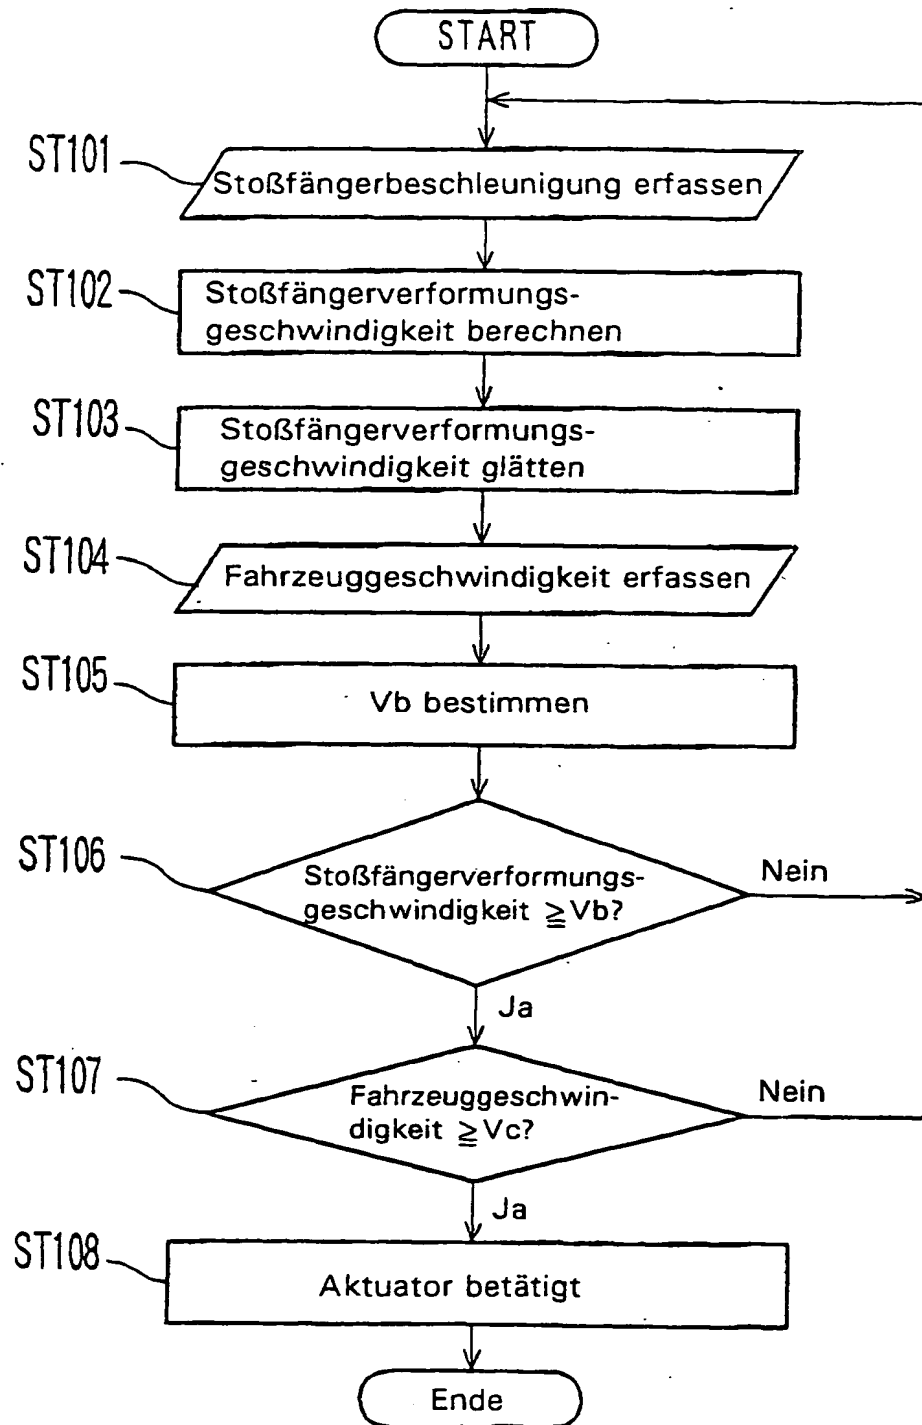 START
ST101
Stoßfängerbeschleunigung erfassen
ST102
Stoßfängerverformungs-
geschwindigkeit berechnen
ST103
Stoßfängerverformungs-
geschwindigkeit glätten
ST104
Fahrzeuggeschwindigkeit erfassen
ST105
Vb bestimmen
ST106
Stoßfängerverformungs-
geschwindigkeit ≧Vb?
Nein
Ja
ST107
Fahrzeuggeschwin-
digkeit ≧Vc?
Nein
Ja
ST108
Aktuator betätigt
Ende